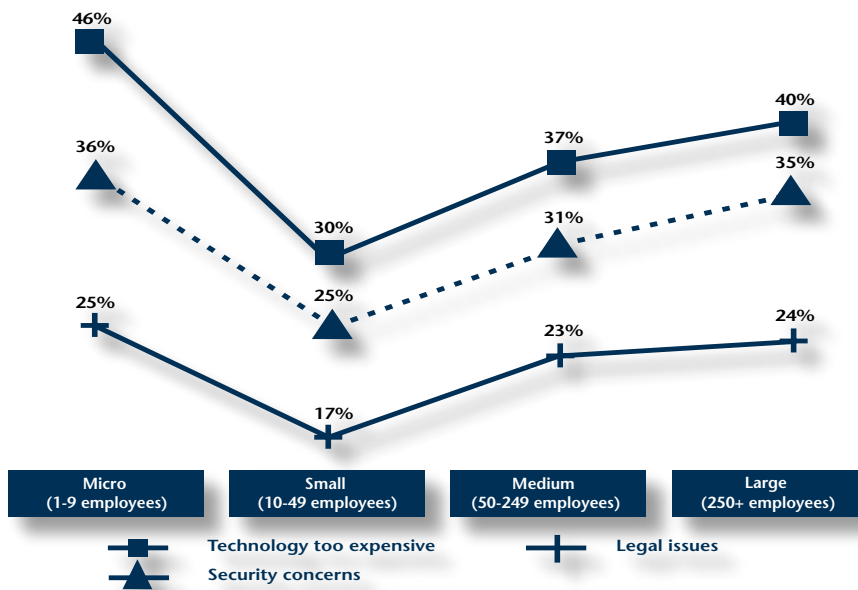 46%
36%
25%
30%
25%
17%
37%
31%
23%
40%
35%
24%
Micro
(1-9 employees)
Small
(10-49 employees)
Medium
(50-249 employees)
Large
(250+ employees)
Technology too expensive
Legal issues
Security concerns